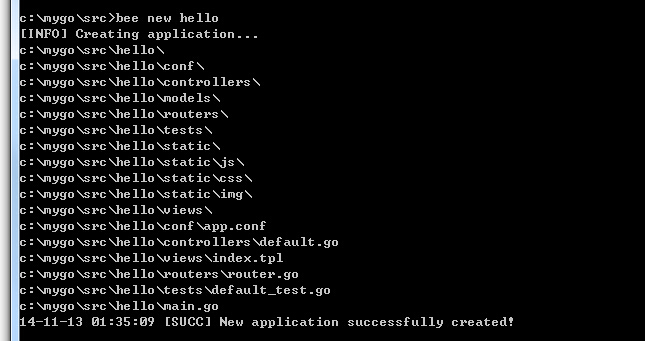 c:\mygo\src>bee new hello
[INFO] Creating application...
c:\mygo\src\hello\
c:\mygo\src\hello\conf\
c:\mygo\src\hello\controllers\
c:\mygo\src\hello\models\
c:\mygo\src\hello\routers\
c:\mygo\src\hello\tests\
c:\mygo\src\hello\static\
c:\mygo\src\hello\static\js\
c:\mygo\src\hello\static\css\
c:\mygo\src\hello\static\img\
c:\mygo\src\hello\views\
c:\mygo\src\hello\conf\app.conf
c:\mygo\src\hello\controllers\default.go
c:\mygo\src\hello\views\index.tpl
c:\mygo\src\hello\routers\router.go
c:\mygo\src\hello\tests\default_test.go
c:\mygo\src\hello\main.go
14-11-13 01:35:09 [SUCC] New application successfully created!